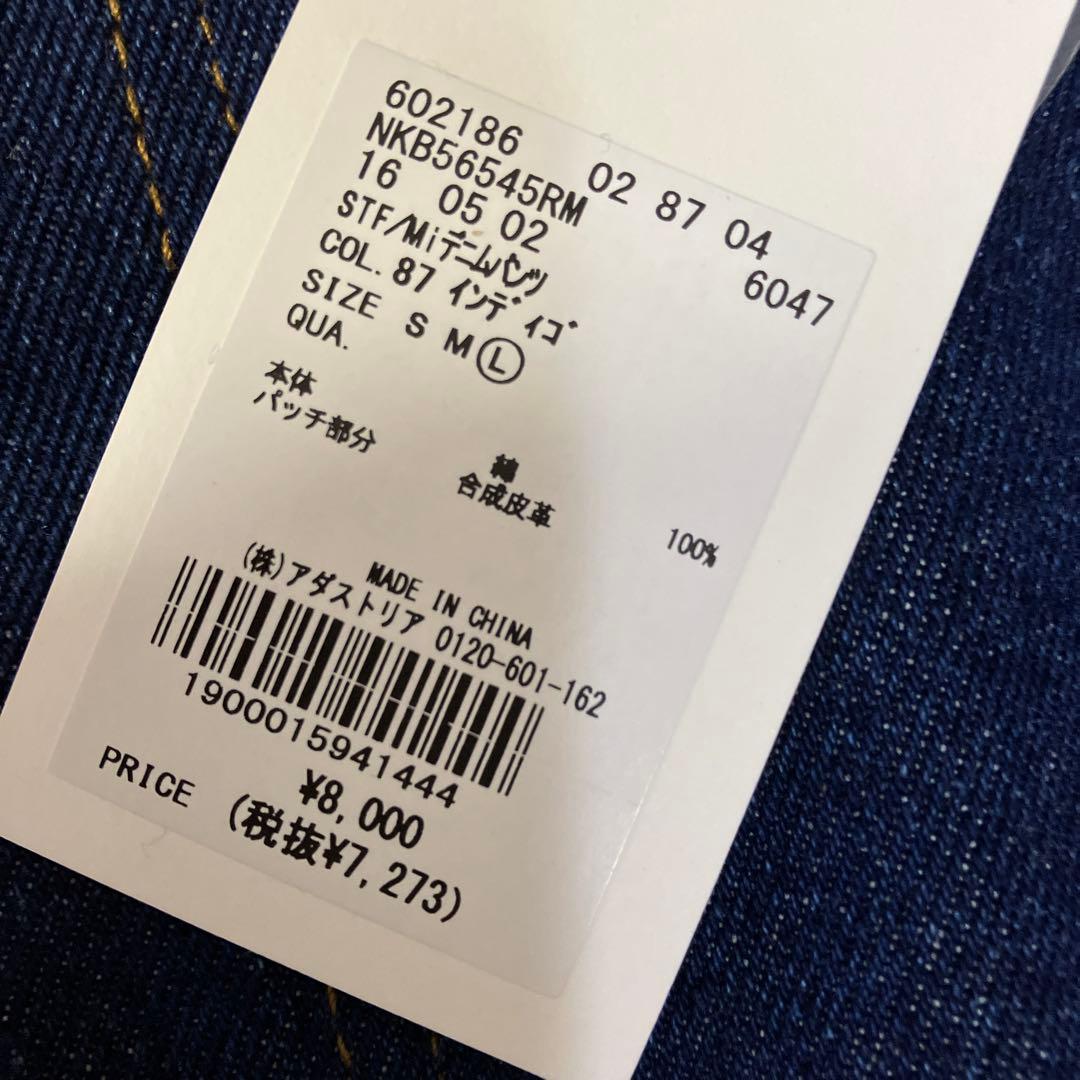 602186 02 87 04
NKB56545RM 6047
16 05 02
STF/Miデニムパンツ
COL. 87 インディゴ
SIZE S M L
QUA.
本体 綿 100%
パッチ部分 合成皮革
MADE IN CHINA
(株)アダストリア 0120-601-162
1900015941444
PRICE ¥8,000
(税抜¥7,273)